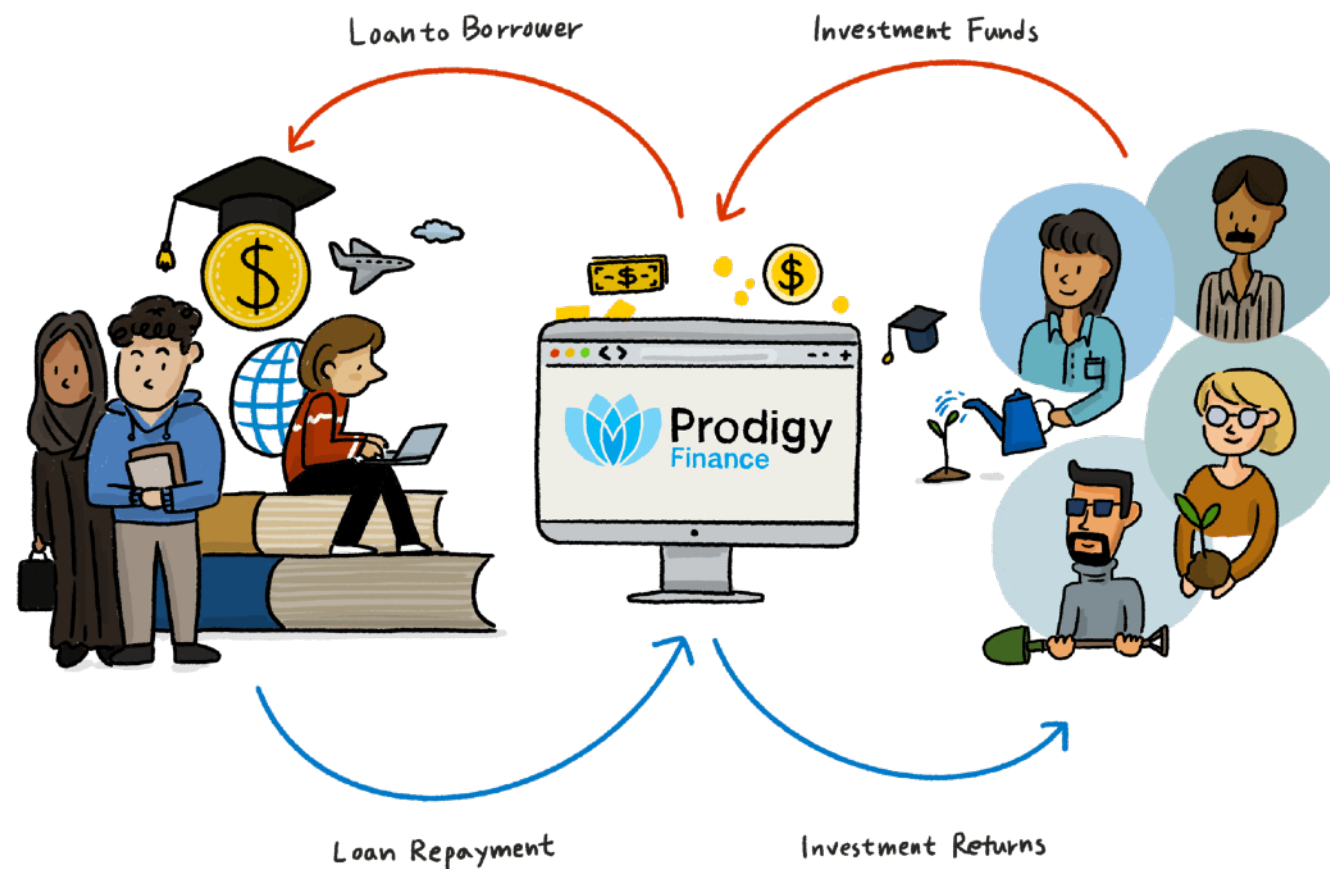 Loan to Borrower
Investment Funds
$
$
$
< >
Prodigy
Finance
Loan Repayment
Investment Returns